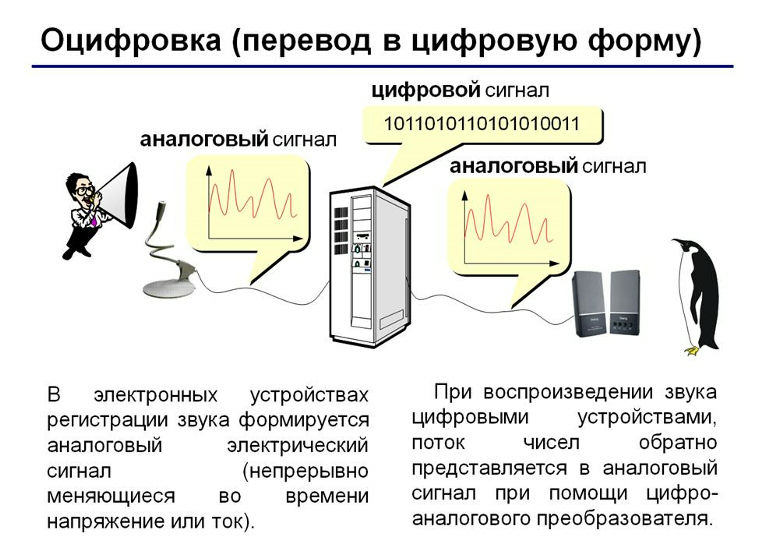 Оцифровка (перевод в цифровую форму)
цифровой сигнал
1011010110101010011
аналоговый сигнал
аналоговый сигнал
В электронных устройствах
регистрации звука формируется
аналоговый электрический
сигнал (непрерывно
меняющиеся во времени
напряжение или ток).
При воспроизведении звука
цифровыми устройствами,
поток чисел обратно
представляется в аналоговый
сигнал при помощи цифро-
аналогового преобразователя.